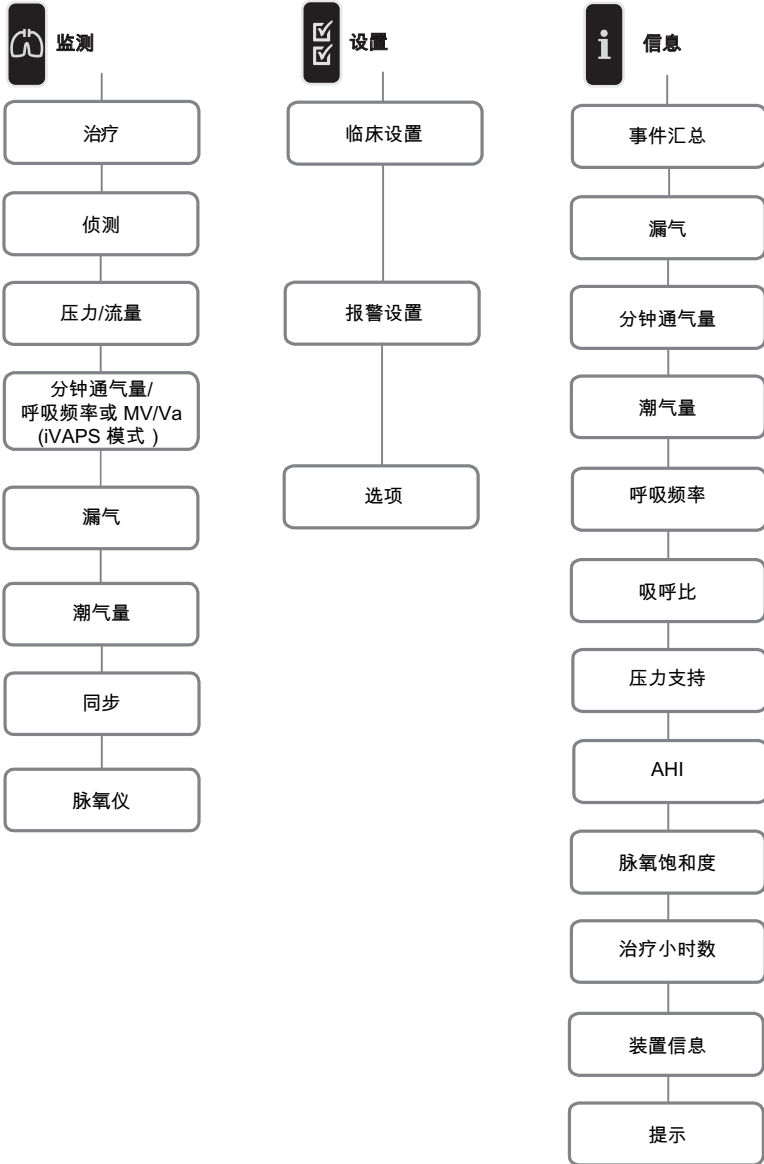 监测
治疗
侦测
压力/流量
分钟通气量/
呼吸频率或 MV/Va
(iVAPS 模式 )
漏气
潮气量
同步
脉氧仪
设置
临床设置
报警设置
选项
i
信息
事件汇总
漏气
分钟通气量
潮气量
呼吸频率
吸呼比
压力支持
AHI
脉氧饱和度
治疗小时数
装置信息
提示